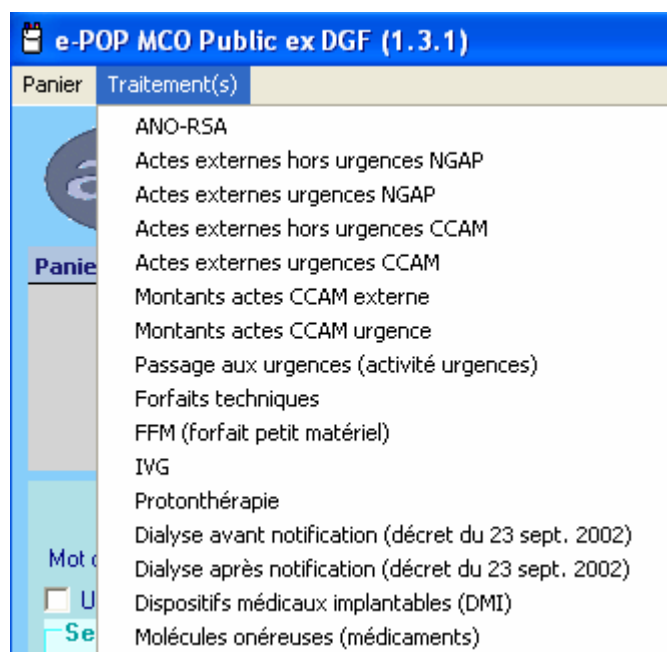 e-POP MCO Public ex DGF (1.3.1)
Panier Traitement(s)
ANO-RSA
Actes externes hors urgences NGAP
Actes externes urgences NGAP
Actes externes hors urgences CCAM
Actes externes urgences CCAM
Montants actes CCAM externe
Montants actes CCAM urgence
Passage aux urgences (activité urgences)
Forfaits techniques
FFM (forfait petit matériel)
IVG
Protonthérapie
Dialyse avant notification (décret du 23 sept. 2002)
Dialyse après notification (décret du 23 sept. 2002)
Dispositifs médicaux implantables (DMI)
Molécules onéreuses (médicaments)
Panie
Mot
U
Se